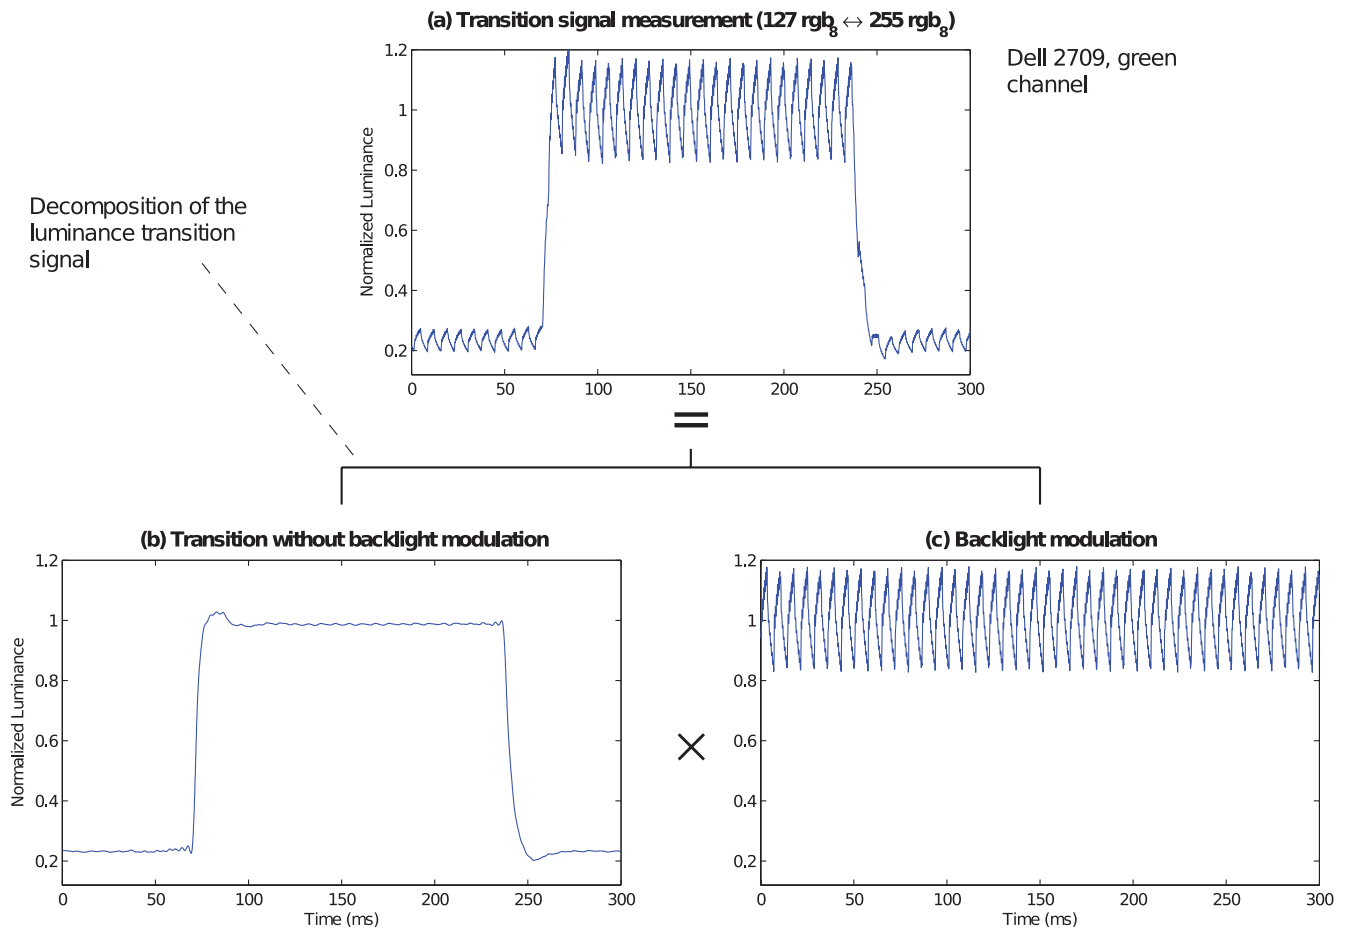 (a) Transition signal measurement (127 rgb₈ ↔ 255 rgb₈)
Dell 2709, green
channel
Normalized Luminance
1.2
1
0.8
0.6
0.4
0.2
0 50 100 150 200 250 300
Decomposition of the
luminance transition
signal
=
(b) Transition without backlight modulation
Normalized Luminance
1.2
1
0.8
0.6
0.4
0.2
0 50 100 150 200 250 300
Time (ms)
×
(c) Backlight modulation
1.2
1
0.8
0.6
0.4
0.2
0 50 100 150 200 250 300
Time (ms)